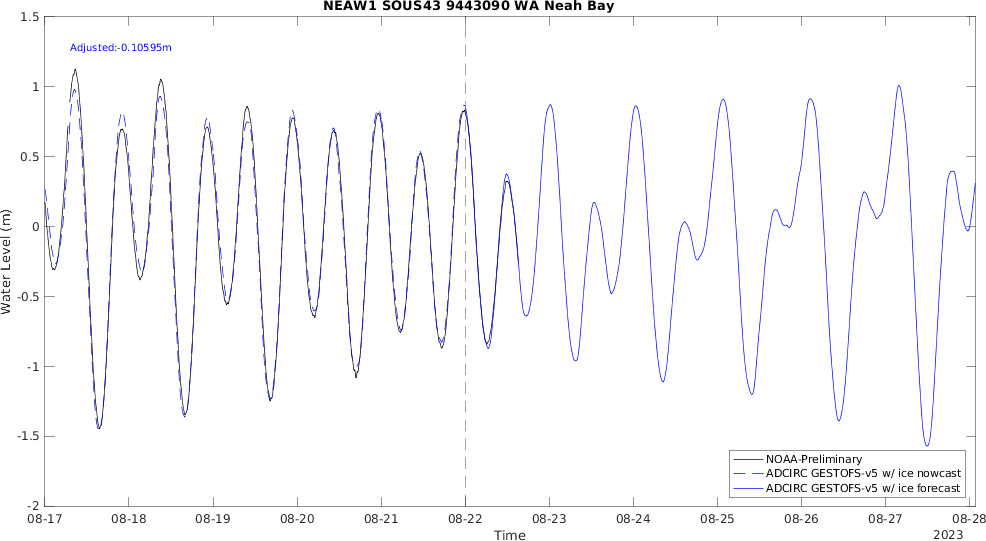 NEAW1 SOUS43 9443090 WA Neah Bay
1.5
Adjusted:-0.10595m
1
0.5
0
-0.5
-1
-1.5
-2
Water Level (m)
NOAA-Preliminary
ADCIRC GESTOFS-v5 w/ ice nowcast
ADCIRC GESTOFS-v5 w/ ice forecast
08-17 08-18 08-19 08-20 08-21 08-22 08-23 08-24 08-25 08-26 08-27 08-28
Time
2023